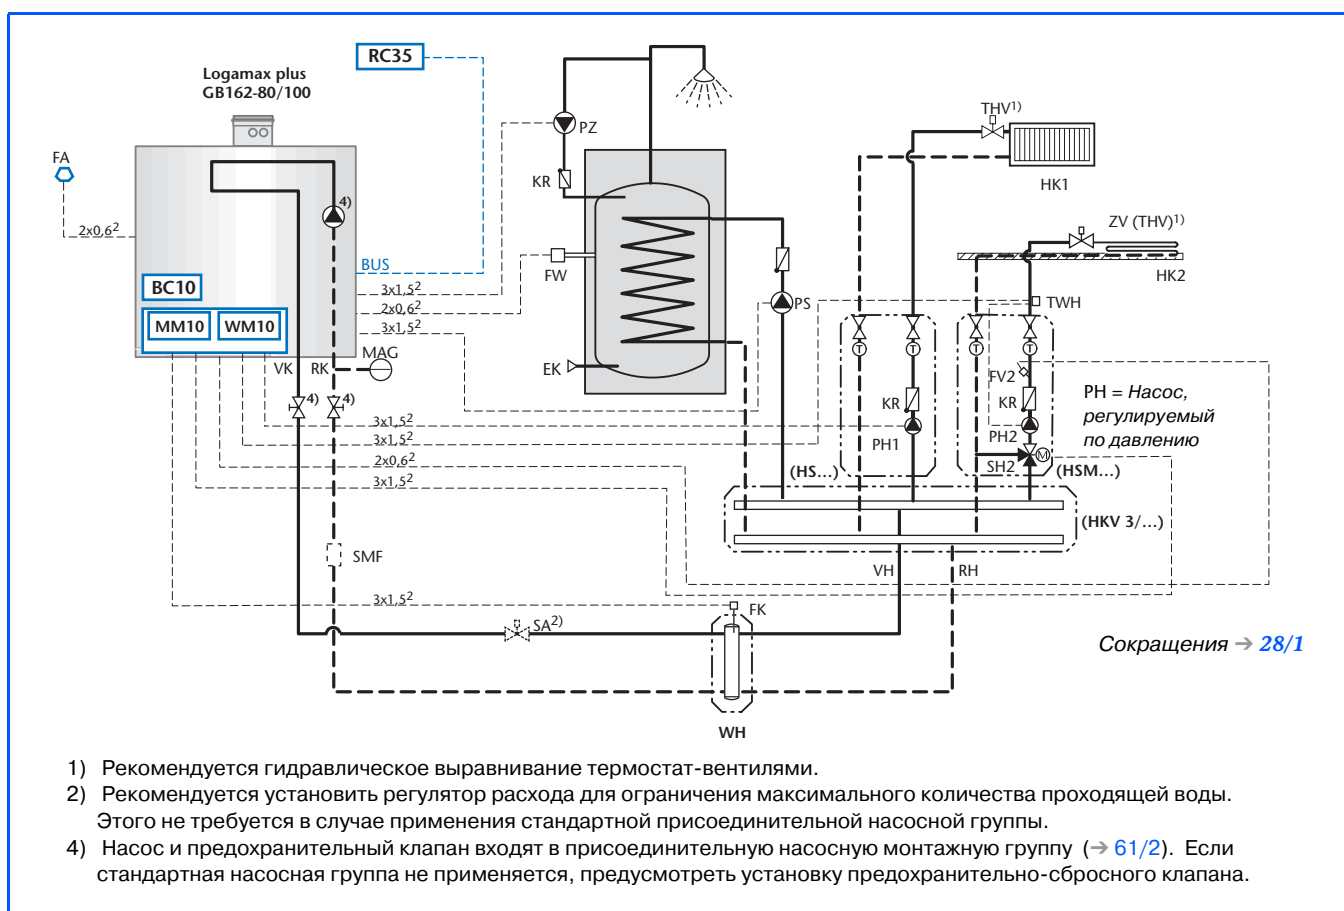 RC35
Logamax plus
GB162-80/100
THV1)
PZ
FA
KR
HK1
4)
ZV (THV)1)
2x0,62
BUS
FW
HK2
BC10
3x1,52
2x0,62
3x1,52
MM10
WM10
PS
TWH
T
T
T
T
MAG
VK
RK
EK
FV2
4)
4)
KR
KR
PH = Насос,
регулируемый
по давлению
3x1,52
3x1,52
2x0,62
3x1,52
PH1
PH2
M
SH2
(HS...)
(HSM...)
(HKV 3/...)
SMF
VH
RH
3x1,52
FK
SA2)
Сокращения → 28/1
WH
1) Рекомендуется гидравлическое выравнивание термостат-вентилями.
2) Рекомендуется установить регулятор расхода для ограничения максимального количества проходящей воды.
Этого не требуется в случае применения стандартной присоединительной насосной группы.
4) Насос и предохранительный клапан входят в присоединительную насосную монтажную группу (→ 61/2). Если
стандартная насосная группа не применяется, предусмотреть установку предохранительно-сбросного клапана.